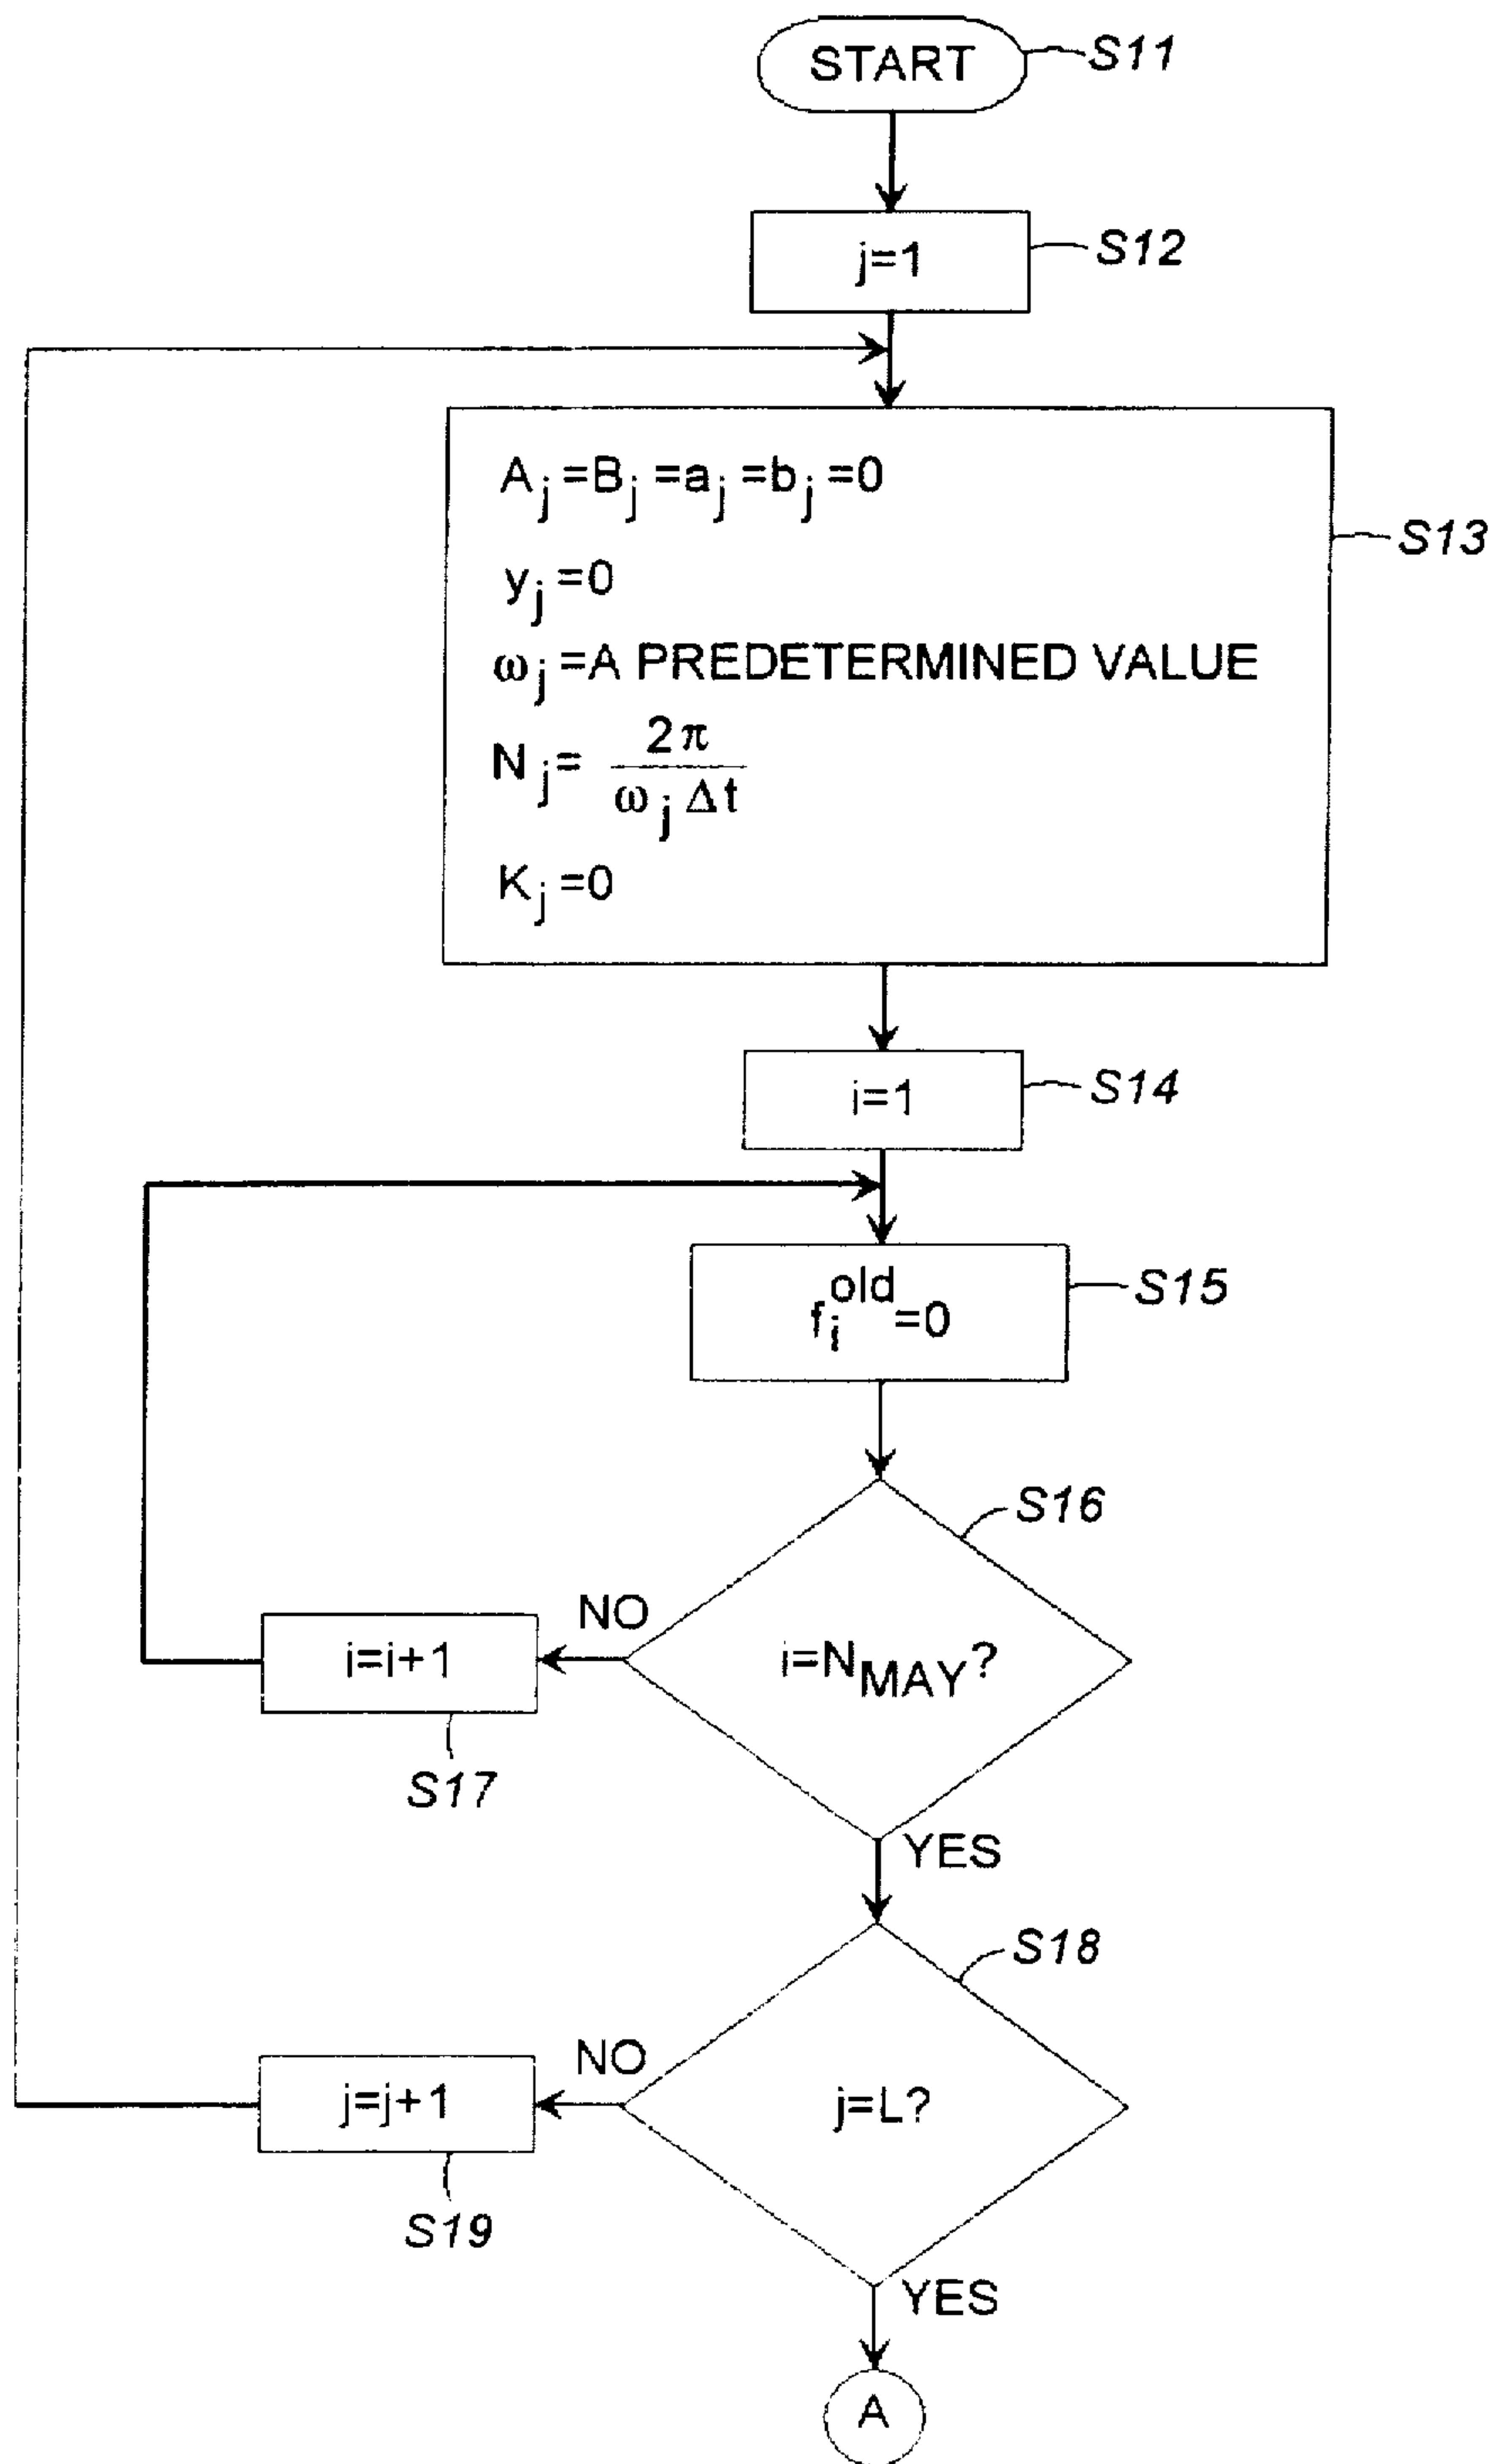 START
S11
j=1
S12
A_j=B_j=a_j=b_j=0
y_j=0
ω_j=A PREDETERMINED VALUE
N_j= 2π / ω_j Δt
K_j=0
S13
i=1
S14
f_i^old=0
S15
S16
NO
i=i+1
i=N_MAY?
S17
YES
S18
NO
j=j+1
j=L?
S19
YES
A